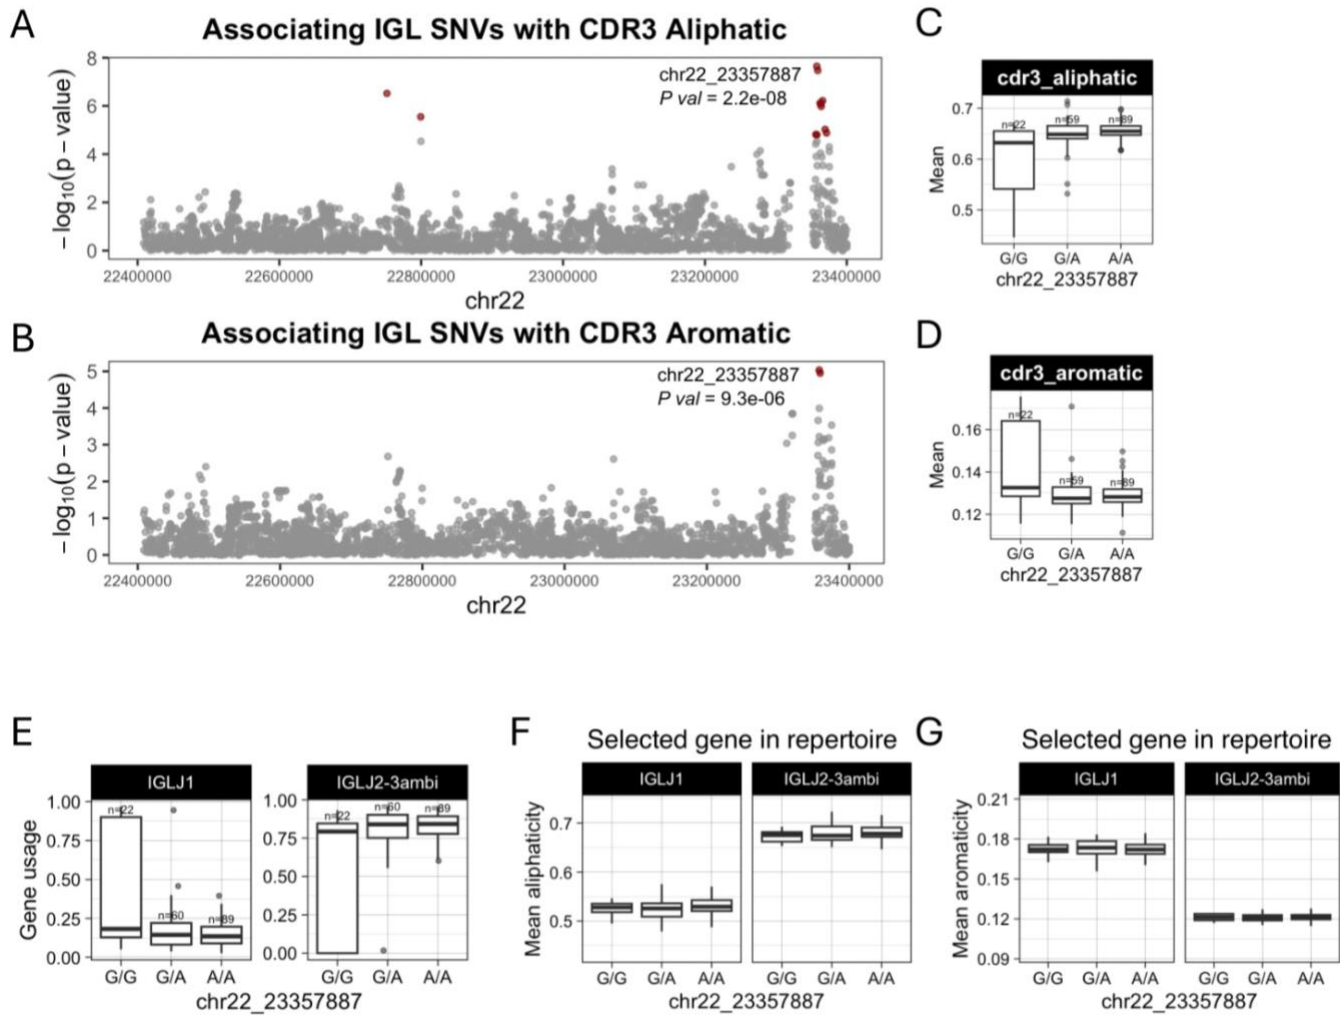 A
Associating IGL SNVs with CDR3 Aliphatic
− log10(p − value)
8
6
4
2
0
chr22_23357887
P val = 2.2e-08
22400000 22600000 22800000 23000000 23200000 23400000
chr22
B
Associating IGL SNVs with CDR3 Aromatic
− log10(p − value)
5
4
3
2
1
0
chr22_23357887
P val = 9.3e-06
22400000 22600000 22800000 23000000 23200000 23400000
chr22
C
cdr3_aliphatic
Mean
0.7
0.6
0.5
n=22 n=59 n=89
G/G G/A A/A
chr22_23357887
D
cdr3_aromatic
Mean
0.16
0.14
0.12
n=22 n=59 n=89
G/G G/A A/A
chr22_23357887
E
IGLJ1 IGLJ2-3ambi
Gene usage
1.00
0.75
0.50
0.25
0.00
n=22 n=60 n=89
1.00
0.75
0.50
0.25
0.00
n=22 n=60 n=89
G/G G/A A/A G/G G/A A/A
chr22_23357887
F
Selected gene in repertoire
IGLJ1 IGLJ2-3ambi
Mean aliphaticity
0.7
0.6
0.5
G/G G/A A/A G/G G/A A/A
chr22_23357887
G
Selected gene in repertoire
IGLJ1 IGLJ2-3ambi
Mean aromaticity
0.21
0.18
0.15
0.12
0.09
G/G G/A A/A G/G G/A A/A
chr22_23357887